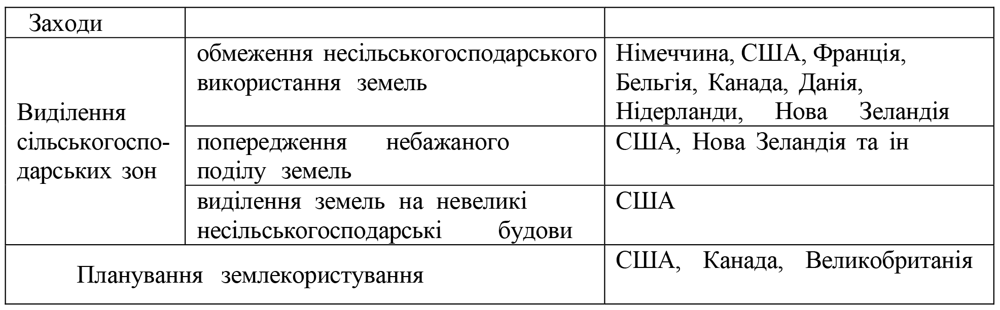 Заходи
Виділення
сільськогоспо-
дарських зон
обмеження несільськогосподарського
використання земель
Німеччина, США, Франція,
Бельгія, Канада, Данія,
Нідерланди, Нова Зеландія
попередження небажаного
поділу земель
США, Нова Зеландія та ін
виділення земель на невеликі
несільськогосподарські будови
США
Планування землекористування
США, Канада, Великобританія